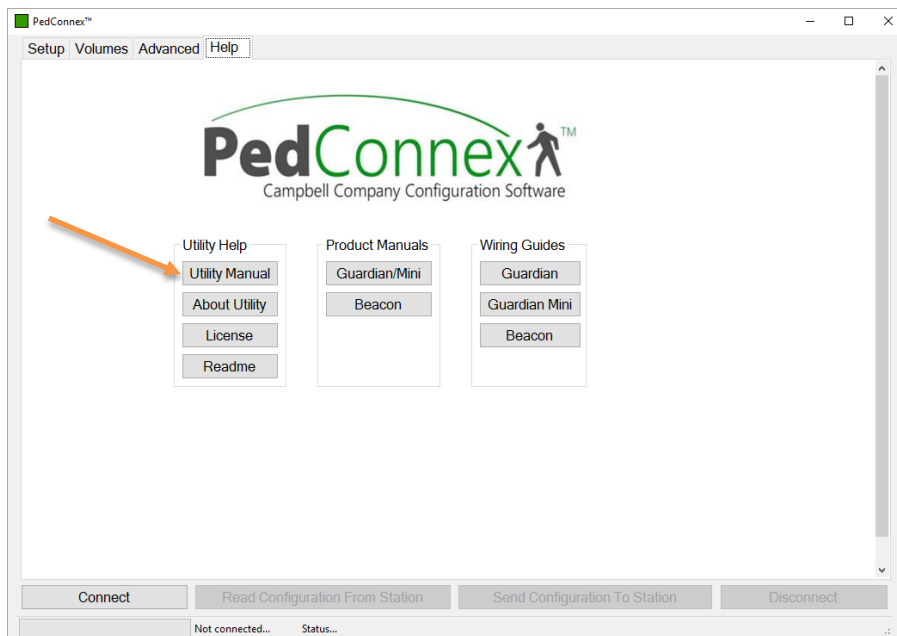 PedConnex™
Setup Volumes Advanced Help
PedConnex™
Campbell Company Configuration Software
Utility Help
Utility Manual
About Utility
License
Readme
Product Manuals
Guardian/Mini
Beacon
Wiring Guides
Guardian
Guardian Mini
Beacon
Connect Read Configuration From Station Send Configuration To Station Disconnect
Not connected... Status...